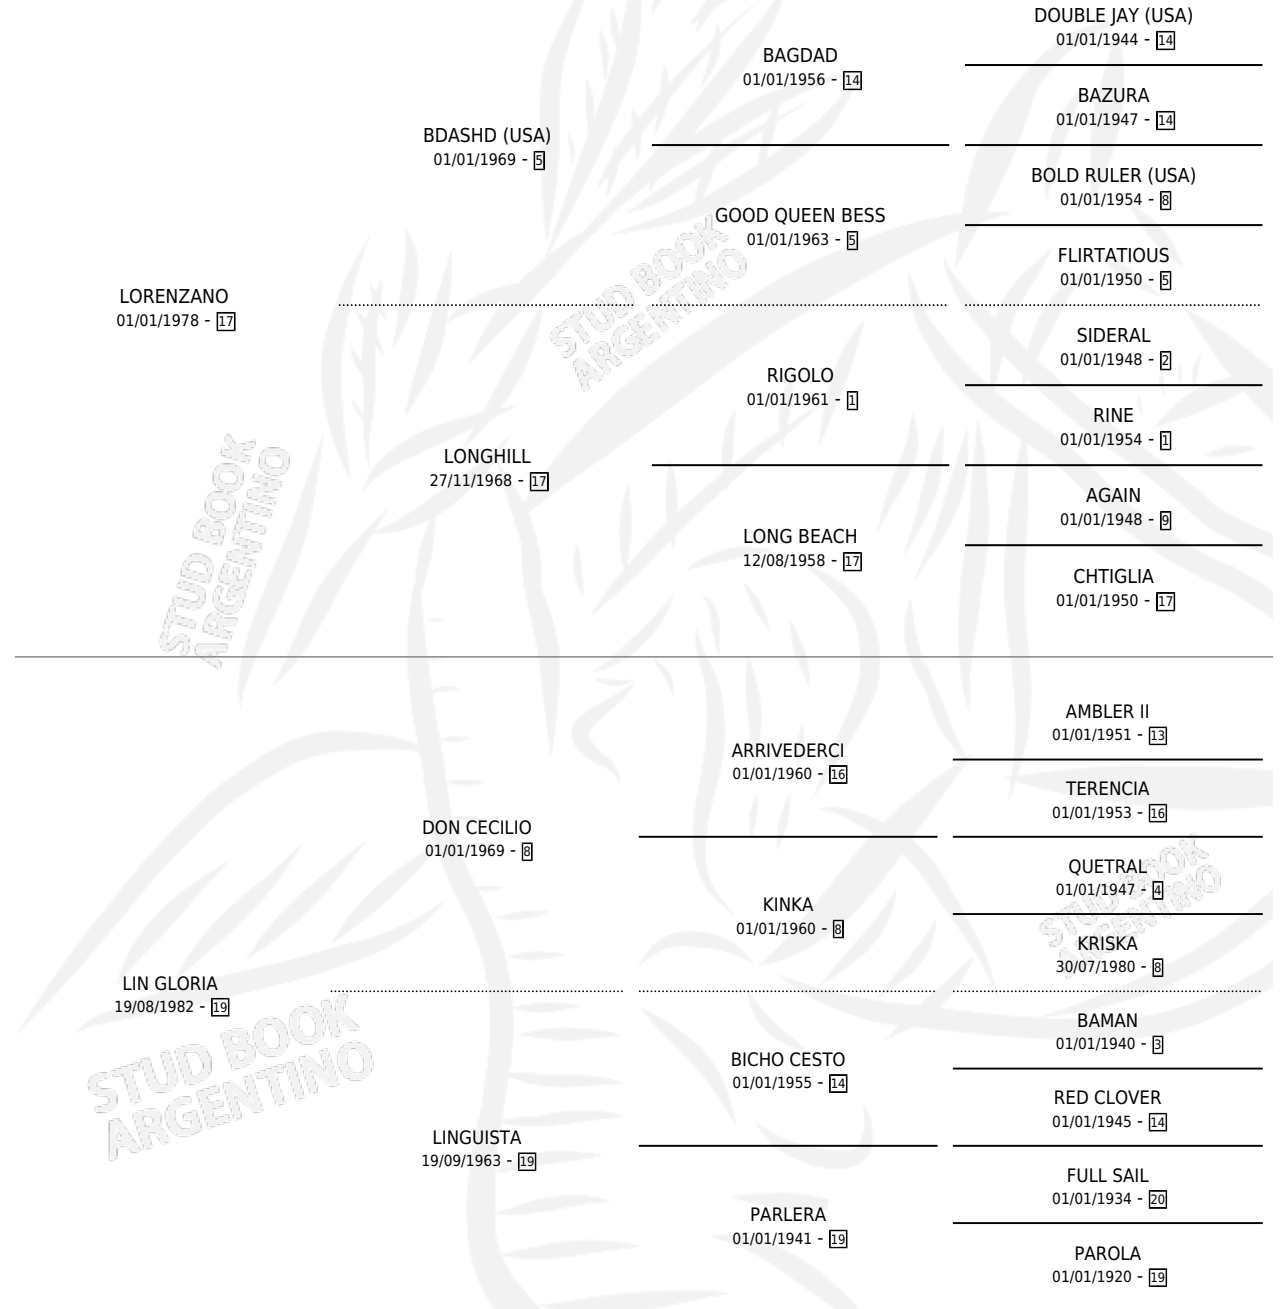 DOUBLE JAY (USA)
01/01/1944 - 14
BAGDAD
01/01/1956 - 14
BAZURA
01/01/1947 - 14
BDASHD (USA)
01/01/1969 - 5
BOLD RULER (USA)
01/01/1954 - 8
GOOD QUEEN BESS
01/01/1963 - 5
FLIRTATIOUS
01/01/1950 - 5
LORENZANO
01/01/1978 - 17
SIDERAL
01/01/1948 - 2
RIGOLO
01/01/1961 - 1
RINE
01/01/1954 - 1
LONGHILL
27/11/1968 - 17
AGAIN
01/01/1948 - 9
LONG BEACH
12/08/1958 - 17
CHTIGLIA
01/01/1950 - 17
AMBLER II
01/01/1951 - 13
ARRIVEDERCI
01/01/1960 - 16
TERENCIA
01/01/1953 - 16
DON CECILIO
01/01/1969 - 8
QUETRAL
01/01/1947 - 4
KINKA
01/01/1960 - 8
KRISKA
30/07/1980 - 8
LIN GLORIA
19/08/1982 - 19
BAMAN
01/01/1940 - 3
BICHO CESTO
01/01/1955 - 14
RED CLOVER
01/01/1945 - 14
LINGUISTA
19/09/1963 - 19
FULL SAIL
01/01/1934 - 20
PARLERA
01/01/1941 - 19
PAROLA
01/01/1920 - 19
STUD BOOK
ARGENTINO
STUD BOOK
ARGENTINO
STUD BOOK
ARGENTINO
STUD BOOK
ARGENTINO